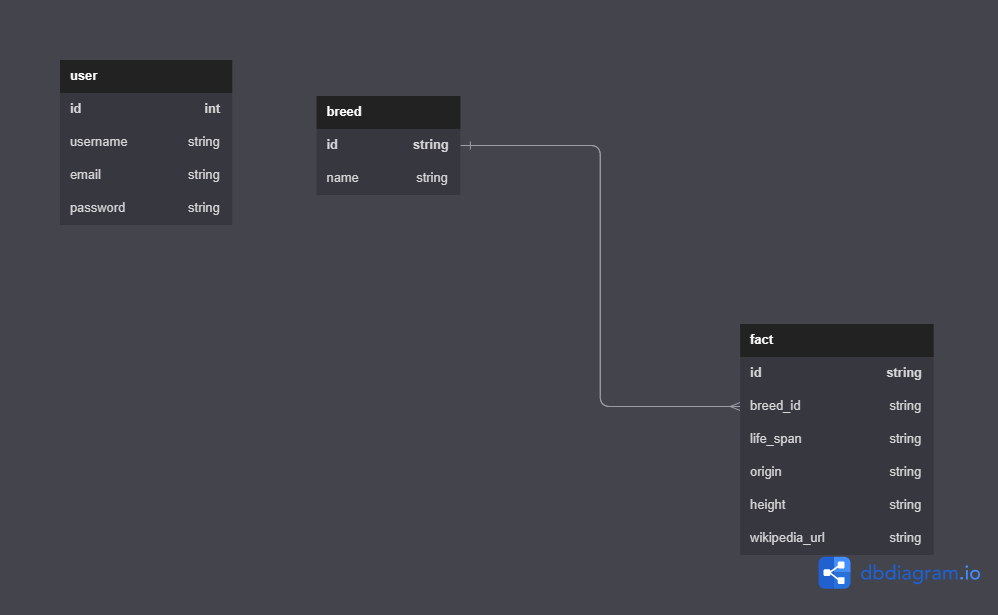 user
id int
username string
email string
password string
breed
id string
name string
fact
id string
breed_id string
life_span string
origin string
height string
wikipedia_url string
dbdiagram.io